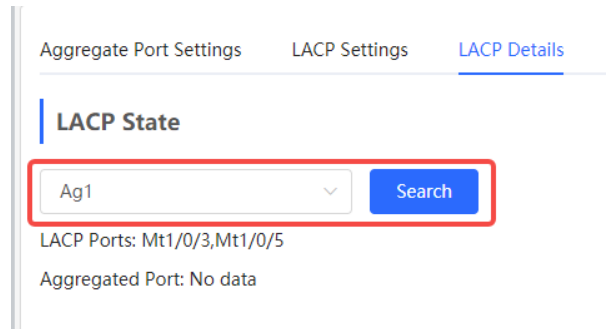 Aggregate Port Settings LACP Settings LACP Details
LACP State
Ag1 Search
LACP Ports: Mt1/0/3,Mt1/0/5
Aggregated Port: No data